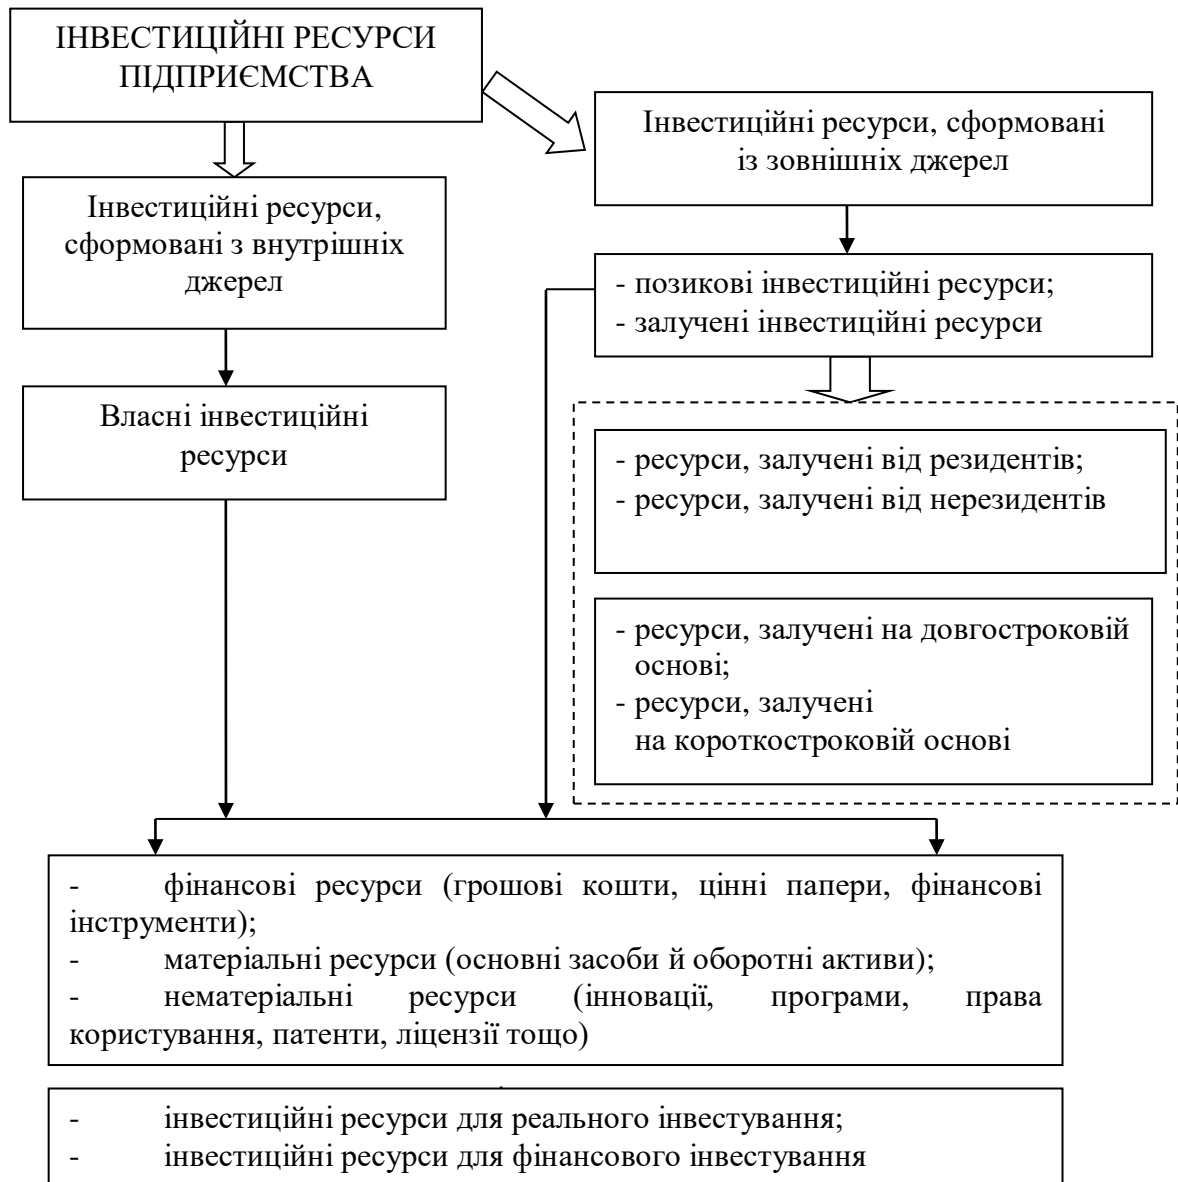 ІНВЕСТИЦІЙНІ РЕСУРСИ
ПІДПРИЄМСТВА
Інвестиційні ресурси, сформовані
із зовнішніх джерел
Інвестиційні ресурси,
сформовані з внутрішніх
джерел
- позикові інвестиційні ресурси;
- залучені інвестиційні ресурси
Власні інвестиційні
ресурси
- ресурси, залучені від резидентів;
- ресурси, залучені від нерезидентів
- ресурси, залучені на довгостроковій
основі;
- ресурси, залучені
на короткостроковій основі
- фінансові ресурси (грошові кошти, цінні папери, фінансові
інструменти);
- матеріальні ресурси (основні засоби й оборотні активи);
- нематеріальні ресурси (інновації, програми, права
користування, патенти, ліцензії тощо)
- інвестиційні ресурси для реального інвестування;
- інвестиційні ресурси для фінансового інвестування